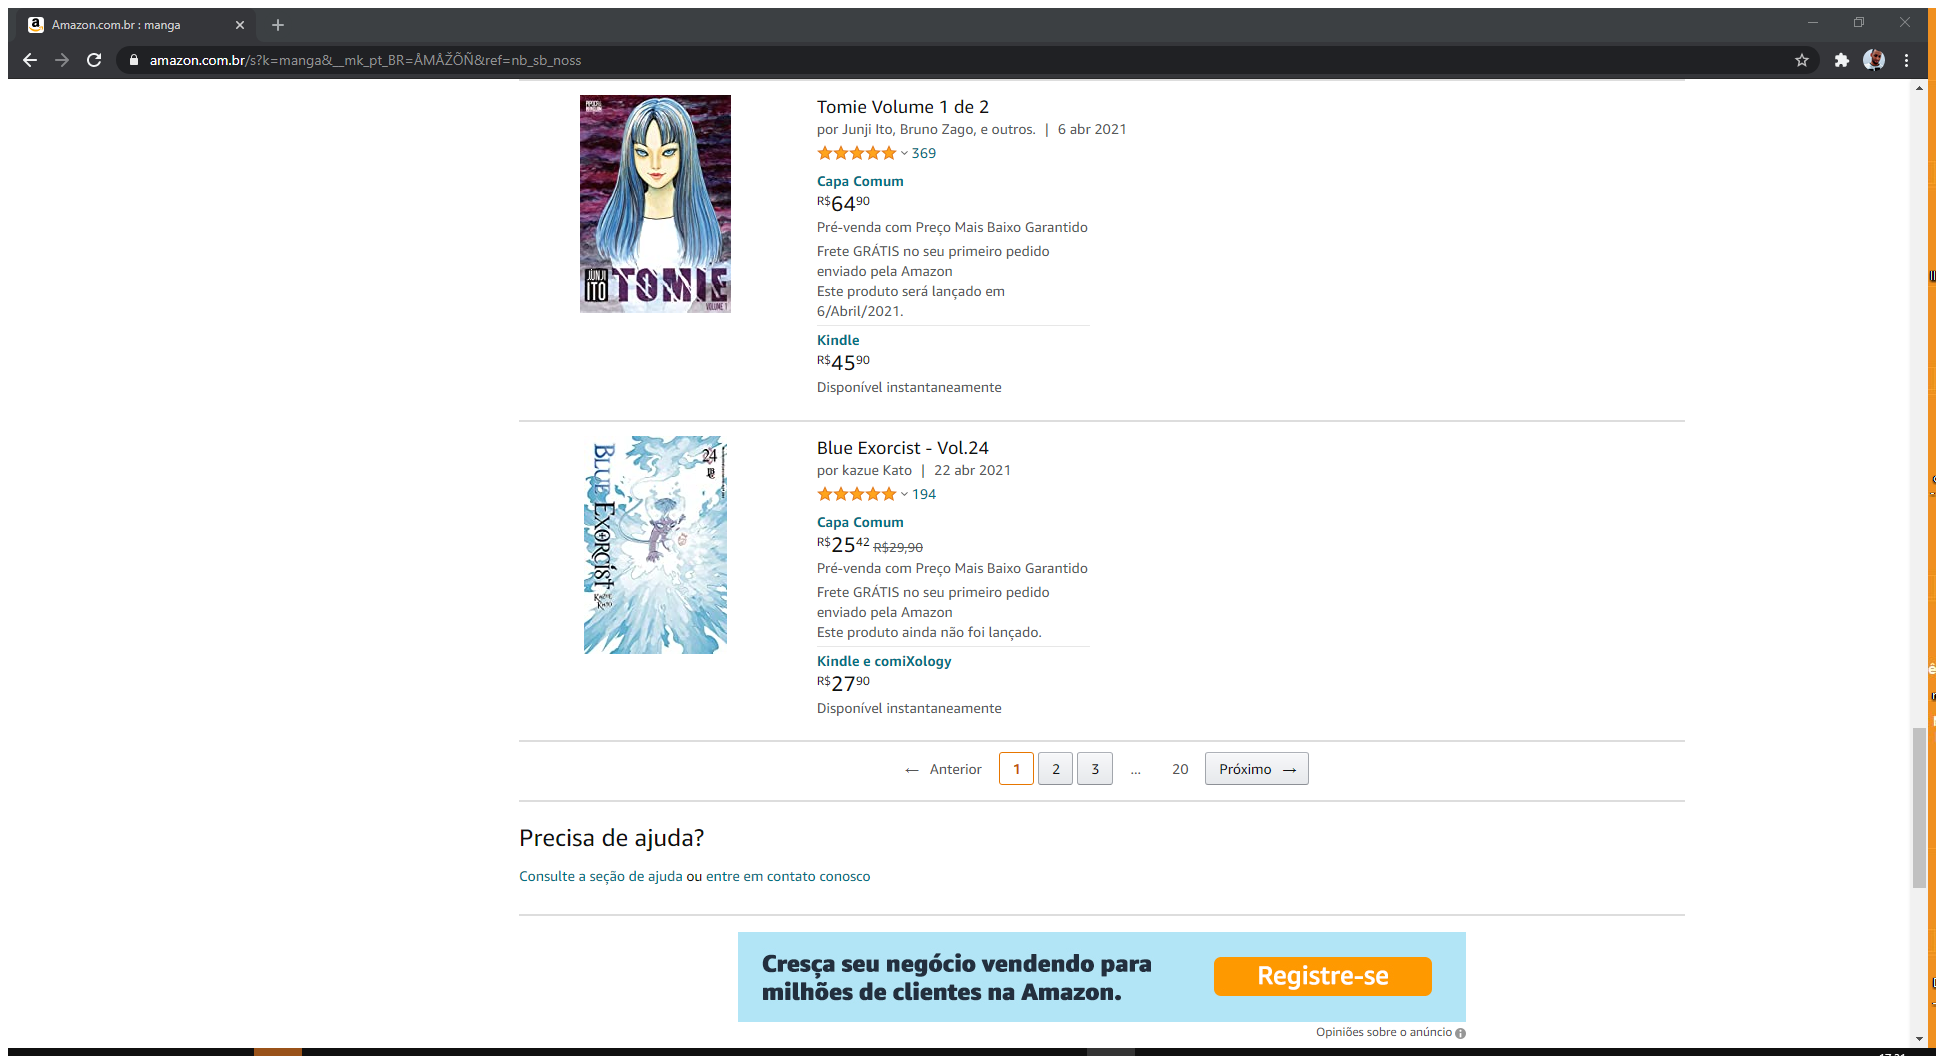 Amazon.com.br : manga
amazon.com.br/s?k=manga&__mk_pt_BR=ÅMÅŽÕÑ&ref=nb_sb_noss
Tomie Volume 1 de 2
por Junji Ito, Bruno Zago, e outros. | 6 abr 2021
369
Capa Comum
R$6490
Pré-venda com Preço Mais Baixo Garantido
Frete GRÁTIS no seu primeiro pedido
enviado pela Amazon
Este produto será lançado em
6/Abril/2021.
Kindle
R$4590
Disponível instantaneamente
JUNJI
ITO TOMIE
VOLUME 1
Blue Exorcist - Vol.24
por kazue Kato | 22 abr 2021
194
Capa Comum
R$2542 R$29,90
Pré-venda com Preço Mais Baixo Garantido
Frete GRÁTIS no seu primeiro pedido
enviado pela Amazon
Este produto ainda não foi lançado.
Kindle e comiXology
R$2790
Disponível instantaneamente
24
BLUE EXORCIST
KAZUE
KATO
← Anterior 1 2 3 ... 20 Próximo →
Precisa de ajuda?
Consulte a seção de ajuda ou entre em contato conosco
Cresça seu negócio vendendo para
milhões de clientes na Amazon.
Registre-se
Opiniões sobre o anúncio